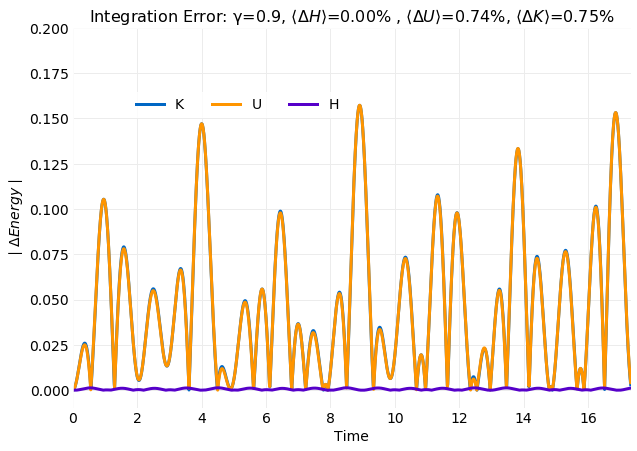 Integration Error: γ=0.9, ⟨ΔH⟩=0.00% , ⟨ΔU⟩=0.74%, ⟨ΔK⟩=0.75%
K U H
0.200
0.175
0.150
0.125
0.100
0.075
0.050
0.025
0.000
| ΔEnergy |
0 2 4 6 8 10 12 14 16
Time